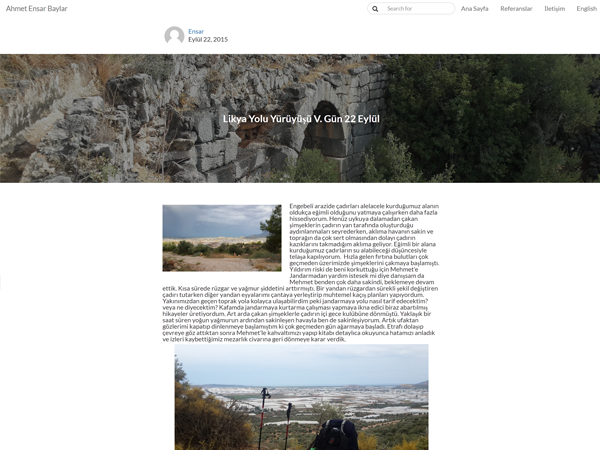 Ahmet Ensar Baylar
Search for
Ana Sayfa
Referanslar
İletişim
English
Ensar
Eylül 22, 2015
Likya Yolu Yürüyüşü V. Gün 22 Eylül
Engebeli arazide çadırları alelacele kurduğumuz alanın
oldukça eğimli olduğunu yatmaya çalışırken daha fazla
hissediyorum. Henüz uykuya dalamadan çakan
şimşeklerin çadırın yan tarafında oluşturduğu
aydınlanmaları seyrederken, aklıma havanın sakin ve
toprağın da çok sert olmasından dolayı çadırın
kazıklarını takmadığım aklıma geliyor. Eğimli bir alana
kurduğumuz çadırların su alabileceği düşüncesiyle
telaşa kapılıyorum. Hızla gelen fırtına bulutları çok
geçmeden üzerimizde şimşeklerini çakmaya başlamıştı.
Yıldırım riski de beni korkuttuğu için Mehmet'e
Jandarmadan yardım istesek mi diye danışsam da
Mehmet benden çok daha sakindi, beklemeye devam
ettik. Kısa sürede rüzgar ve yağmur şiddetini arttırmıştı. Bir yandan rüzgardan sürekli şekil değiştiren
çadırı tutarken diğer yandan eşyalarımı çantaya yerleştirip muhtemel kaçış planları yapıyordum.
Yakınımızdan geçen toprak yola kolayca ulaşabilirdim peki jandarmaya yolu nasıl tarif edecektim?
veya ne diyecektim? Kafamda jandarmaya kurtarma çalışması yapmaya ikna edici biraz abartılmış
hikayeler üretiyordum. Art arda çakan şimşeklerle çadırın içi gece kulübüne dönmüştü. Yaklaşık bir
saat süren yoğun yağmurun ardından sakinleşen havayla ben de sakinleşiyorum. Artık ufaktan
gözlerimi kapatıp dinlenmeye başlamıştım ki çok geçmeden gün ağarmaya başladı. Etrafı dolaşıp
çevreye göz attıktan sonra Mehmet'le kahvaltımızı yapıp kitabı detaylıca okuyunca hatamızı anladık
ve izleri kaybettiğimiz mezarlık civarına geri dönmeye karar verdik.